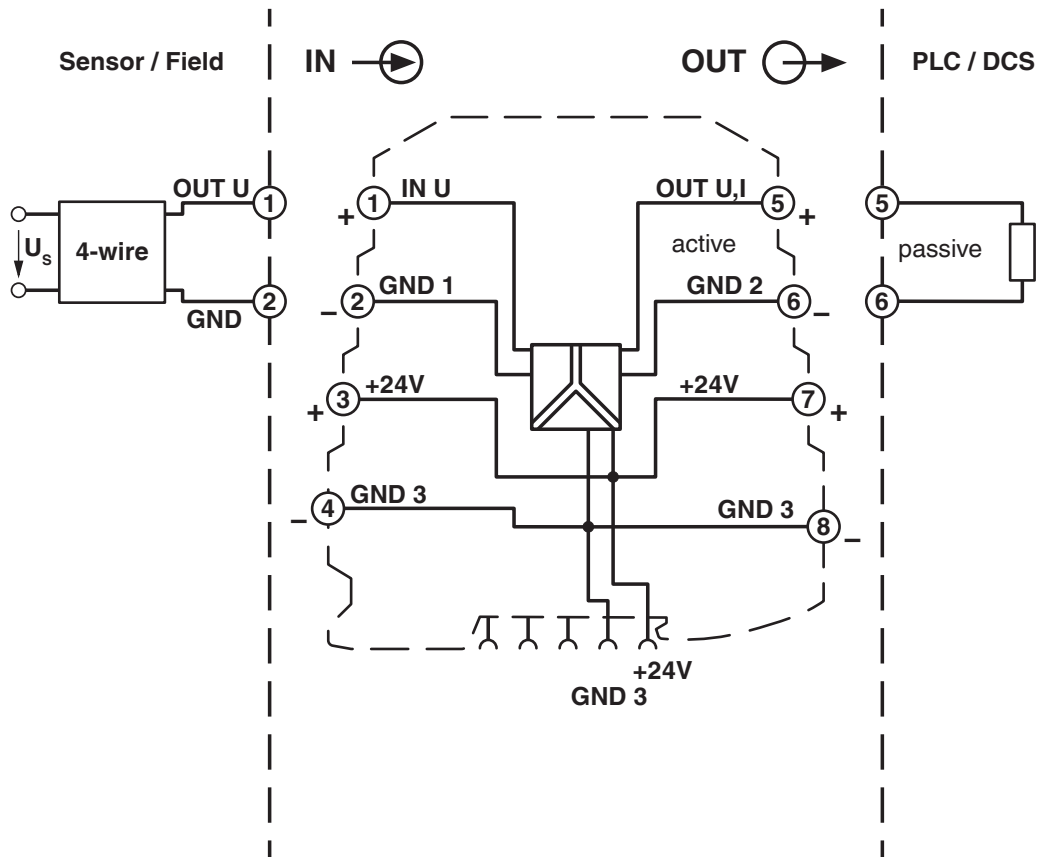 Sensor / Field
IN
OUT
PLC / DCS
OUT U
1
+
1
IN U
OUT U,I
5
+
5
Us
4-wire
active
passive
GND
2
–
2
GND 1
GND 2
6
–
6
+
3
+24V
+24V
7
+
–
4
GND 3
GND 3
8
–
+24V
GND 3